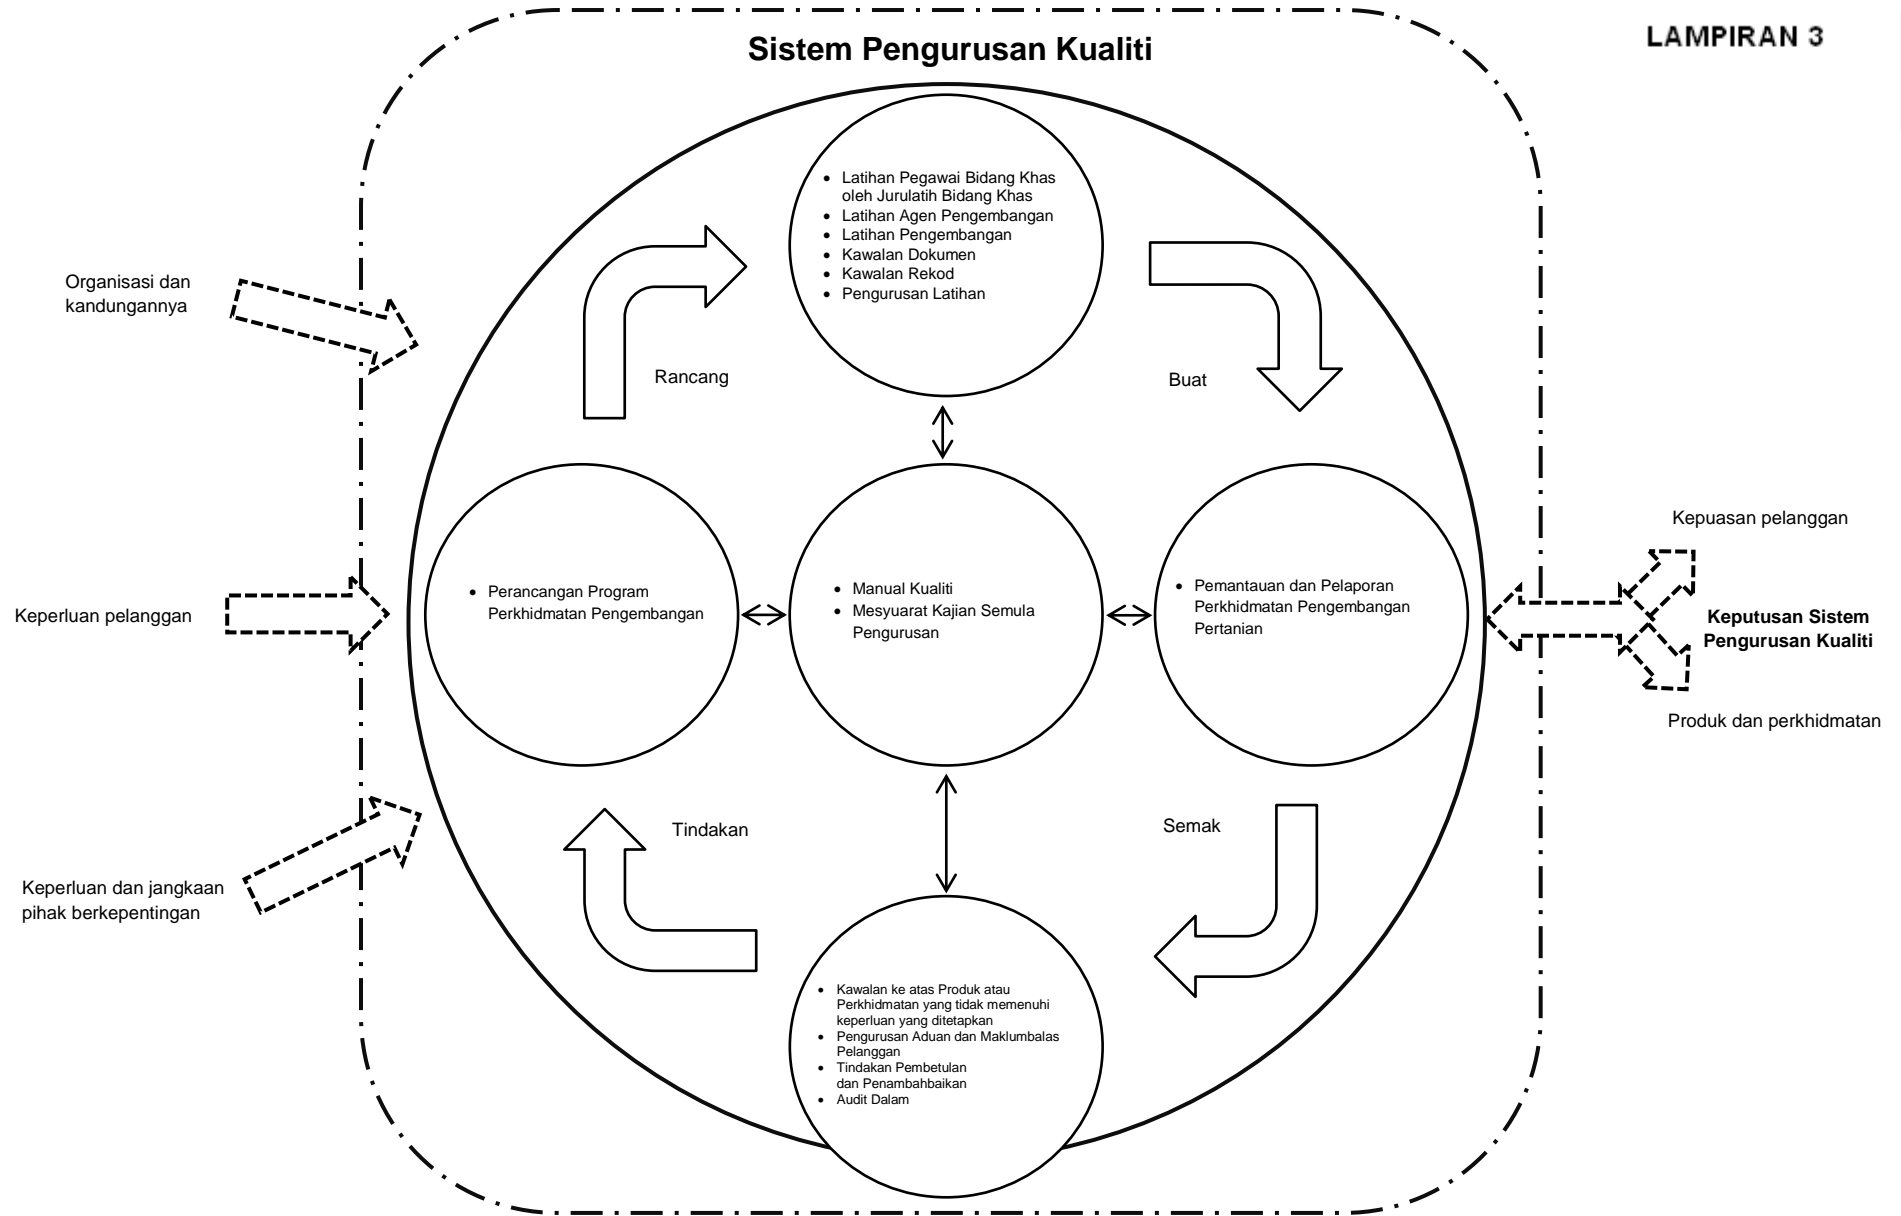 LAMPIRAN 3
Sistem Pengurusan Kualiti
• Latihan Pegawai Bidang Khas
oleh Jurulatih Bidang Khas
• Latihan Agen Pengembangan
• Latihan Pengembangan
• Kawalan Dokumen
• Kawalan Rekod
• Pengurusan Latihan
Organisasi dan
kandungannya
Rancang
Buat
Keperluan pelanggan
• Perancangan Program
Perkhidmatan Pengembangan
• Manual Kualiti
• Mesyuarat Kajian Semula
Pengurusan
• Pemantauan dan Pelaporan
Perkhidmatan Pengembangan
Pertanian
Kepuasan pelanggan
Keputusan Sistem
Pengurusan Kualiti
Produk dan perkhidmatan
Tindakan
Semak
Keperluan dan jangkaan
pihak berkepentingan
• Kawalan ke atas Produk atau
Perkhidmatan yang tidak memenuhi
keperluan yang ditetapkan
• Pengurusan Aduan dan Maklumbalas
Pelanggan
• Tindakan Pembetulan
dan Penambahbaikan
• Audit Dalam